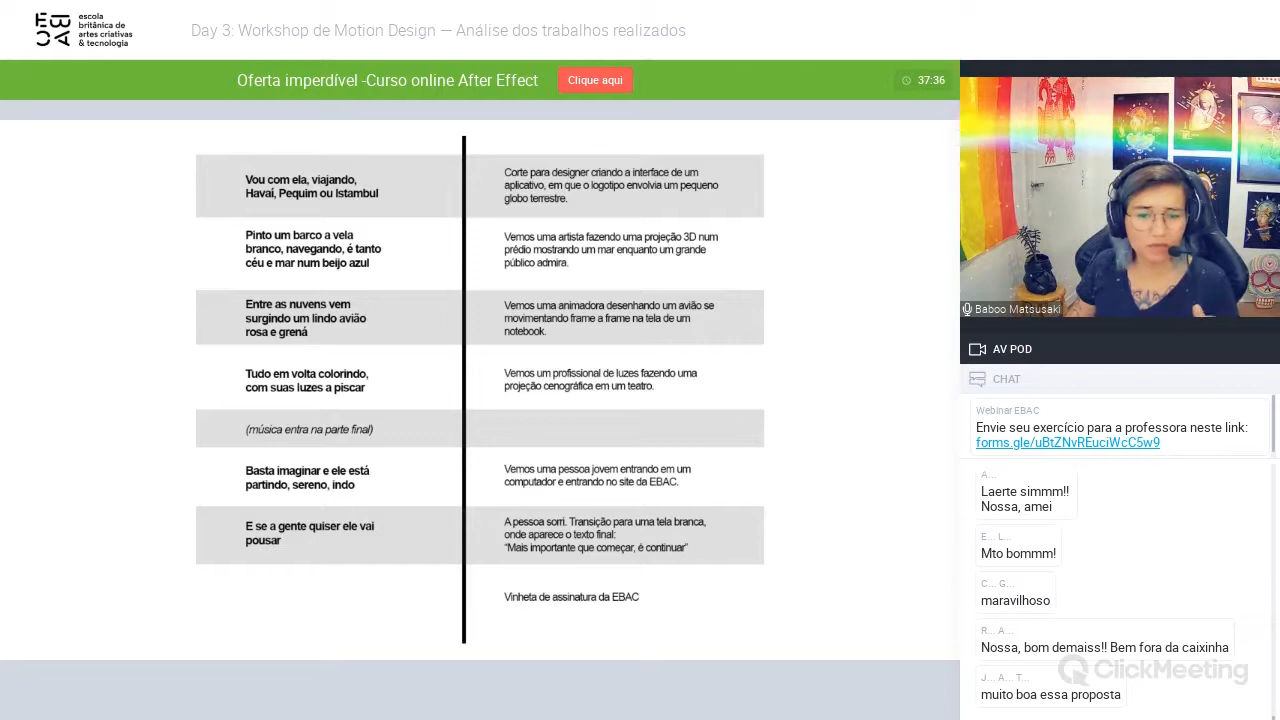 escola
britânica de
artes criativas
& tecnologia
EBAC
Day 3: Workshop de Motion Design — Análise dos trabalhos realizados
Oferta imperdível -Curso online After Effect
Clique aqui
37:36
Vou com ela, viajando,
Havaí, Pequim ou Istambul
Corte para designer criando a interface de um
aplicativo, em que o logotipo envolvia um pequeno
globo terrestre.
Pinto um barco a vela
branco, navegando, é tanto
céu e mar num beijo azul
Vemos uma artista fazendo uma projeção 3D num
prédio mostrando um mar enquanto um grande
público admira.
Entre as nuvens vem
surgindo um lindo avião
rosa e grená
Vemos uma animadora desenhando um avião se
movimentando frame a frame na tela de um
notebook.
Tudo em volta colorindo,
com suas luzes a piscar
Vemos um profissional de luzes fazendo uma
projeção cenográfica em um teatro.
(música entra na parte final)
Basta imaginar e ele está
partindo, sereno, indo
Vemos uma pessoa jovem entrando em um
computador e entrando no site da EBAC.
E se a gente quiser ele vai
pousar
A pessoa sorri. Transição para uma tela branca,
onde aparece o texto final:
“Mais importante que começar, é continuar”
Vinheta de assinatura da EBAC
Baboo Matsusaki
AV POD
CHAT
Webinar EBAC
Envie seu exercício para a professora neste link:
forms.gle/uBtZNvREuciWcC5w9
A...
Laerte simmm!!
Nossa, amei
E... L...
Mto bommm!
C... G...
maravilhoso
R... A...
Nossa, bom demaiss!! Bem fora da caixinha
J... A... T...
muito boa essa proposta
ClickMeeting